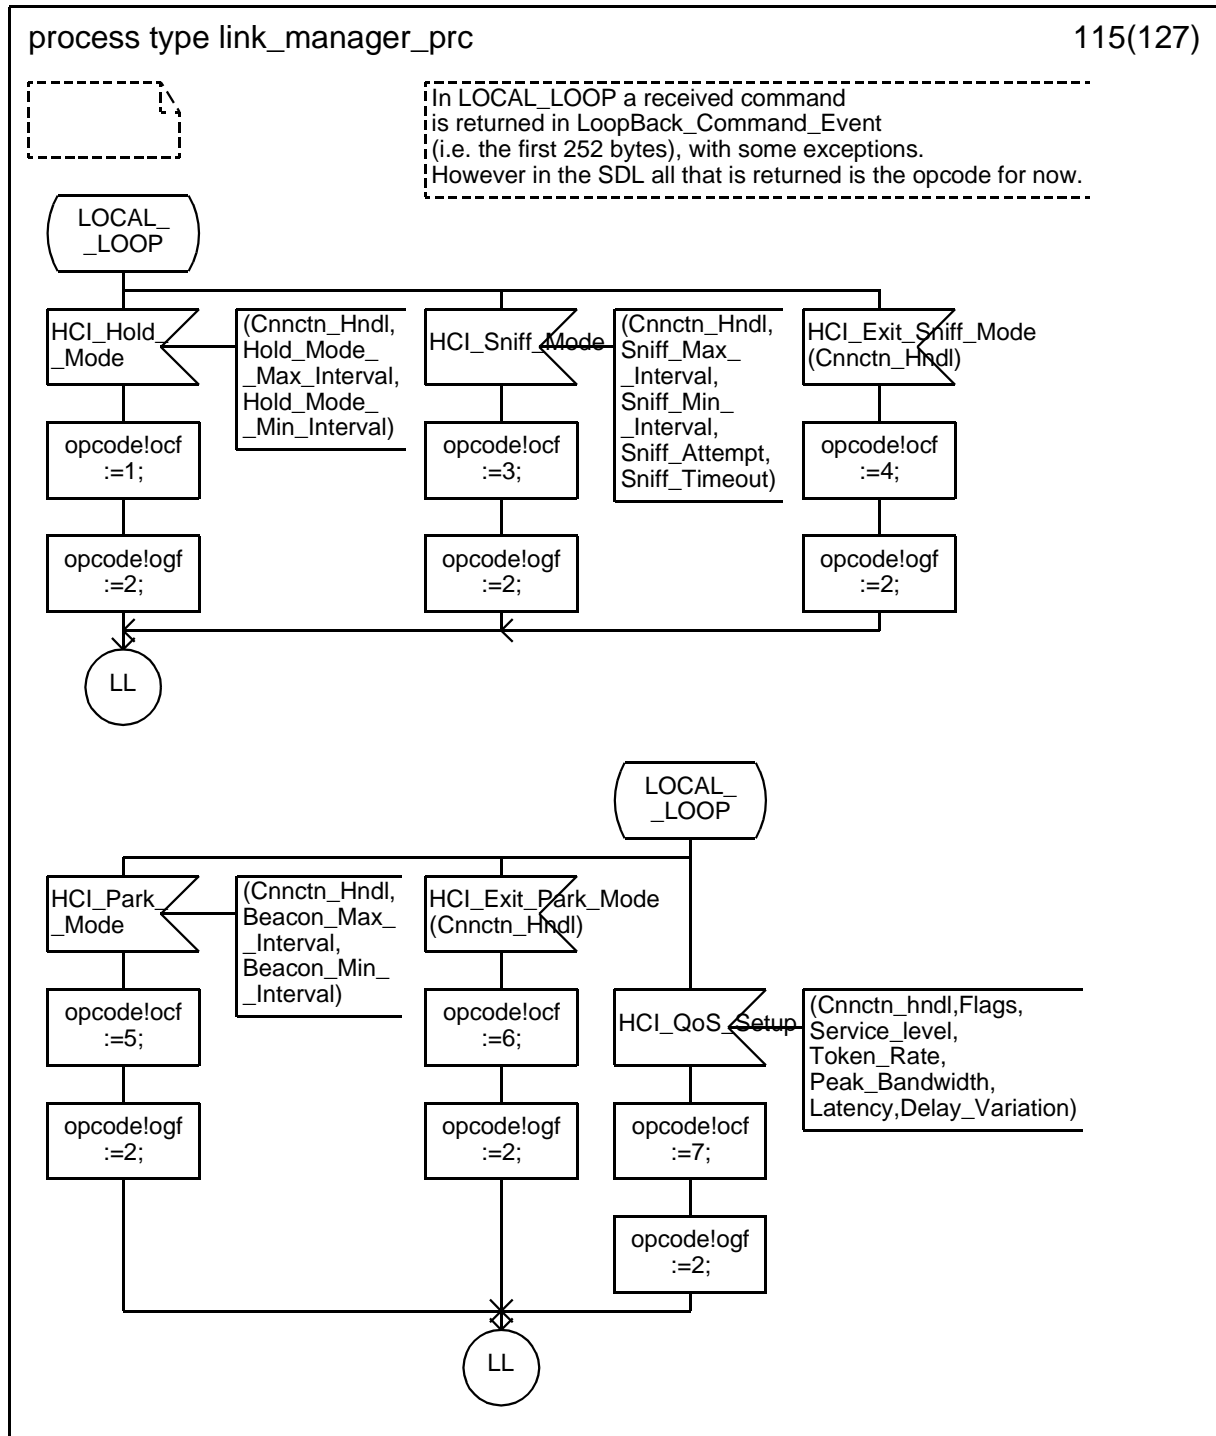 process type link_manager_prc
115(127)
In LOCAL_LOOP a received command
is returned in LoopBack_Command_Event
(i.e. the first 252 bytes), with some exceptions.
However in the SDL all that is returned is the opcode for now.
LOCAL_
_LOOP
HCI_Hold_
_Mode
(Cnnctn_Hndl,
Hold_Mode_
_Max_Interval,
Hold_Mode_
_Min_Interval)
HCI_Sniff_Mode
(Cnnctn_Hndl,
Sniff_Max_
_Interval,
Sniff_Min_
_Interval,
Sniff_Attempt,
Sniff_Timeout)
HCI_Exit_Sniff_Mode
(Cnnctn_Hndl)
opcode!ocf
:=1;
opcode!ocf
:=3;
opcode!ocf
:=4;
opcode!ogf
:=2;
opcode!ogf
:=2;
opcode!ogf
:=2;
LL
LOCAL_
_LOOP
HCI_Park_
_Mode
(Cnnctn_Hndl,
Beacon_Max_
_Interval,
Beacon_Min_
_Interval)
HCI_Exit_Park_Mode
(Cnnctn_Hndl)
opcode!ocf
:=5;
opcode!ocf
:=6;
HCI_QoS_Setup
(Cnnctn_hndl,Flags,
Service_level,
Token_Rate,
Peak_Bandwidth,
Latency,Delay_Variation)
opcode!ogf
:=2;
opcode!ogf
:=2;
opcode!ocf
:=7;
opcode!ogf
:=2;
LL